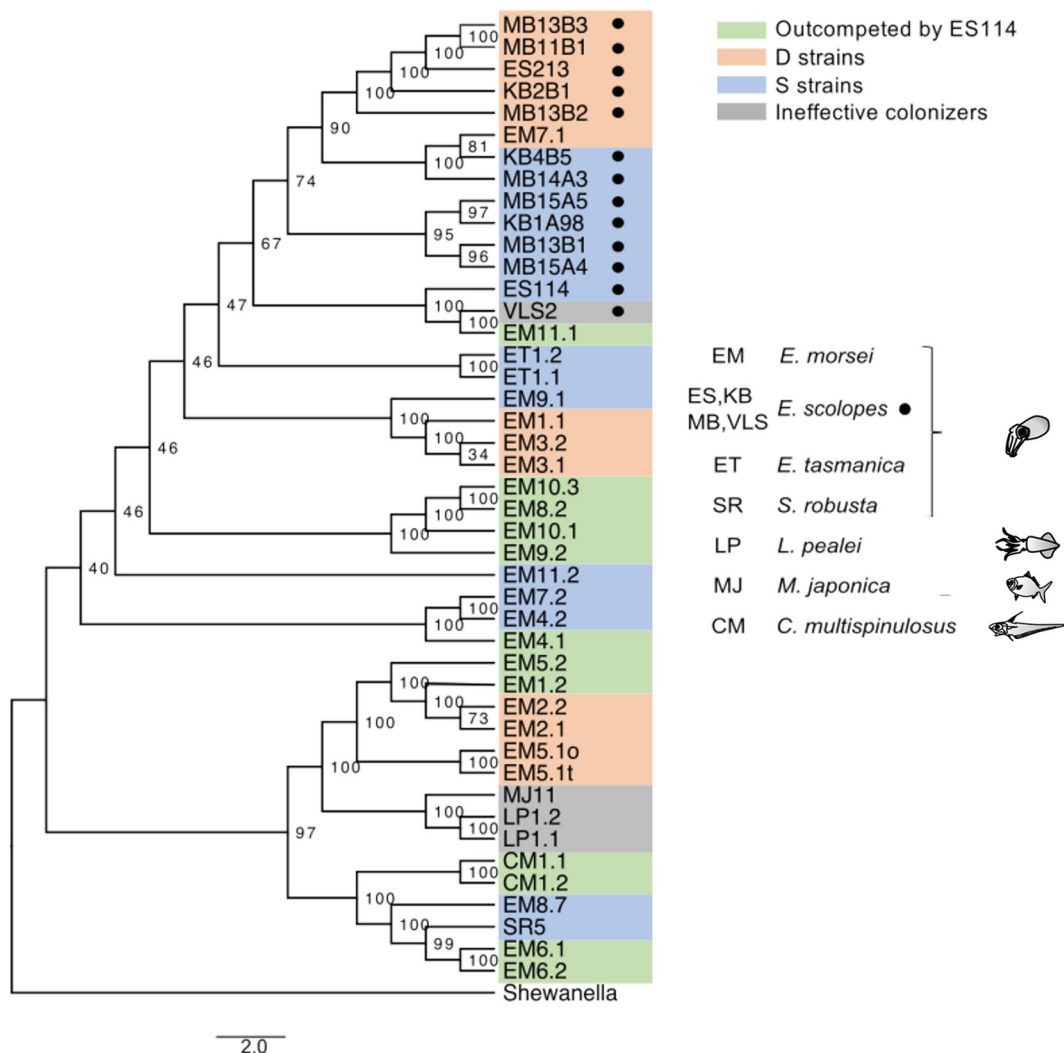 MB13B3
MB11B1
ES213
KB2B1
MB13B2
EM7.1
KB4B5
MB14A3
MB15A5
KB1A98
MB13B1
MB15A4
ES114
VLS2
EM11.1
ET1.2
ET1.1
EM9.1
EM1.1
EM3.2
EM3.1
EM10.3
EM8.2
EM10.1
EM9.2
EM11.2
EM7.2
EM4.2
EM4.1
EM5.2
EM1.2
EM2.2
EM2.1
EM5.1o
EM5.1t
MJ11
LP1.2
LP1.1
CM1.1
CM1.2
EM8.7
SR5
EM6.1
EM6.2
Shewanella
100
100
100
100
90
81
100
74
97
95
96
67
100
100
47
100
46
100
100
34
46
100
100
100
46
40
100
100
100
100
73
100
100
100
100
100
97
100
100
100
99
100
2.0
Outcompeted by ES114
D strains
S strains
Ineffective colonizers
EM E. morsei
ES,KB
MB,VLS E. scolopes
ET E. tasmanica
SR S. robusta
LP L. pealei
MJ M. japonica
CM C. multispinulosus